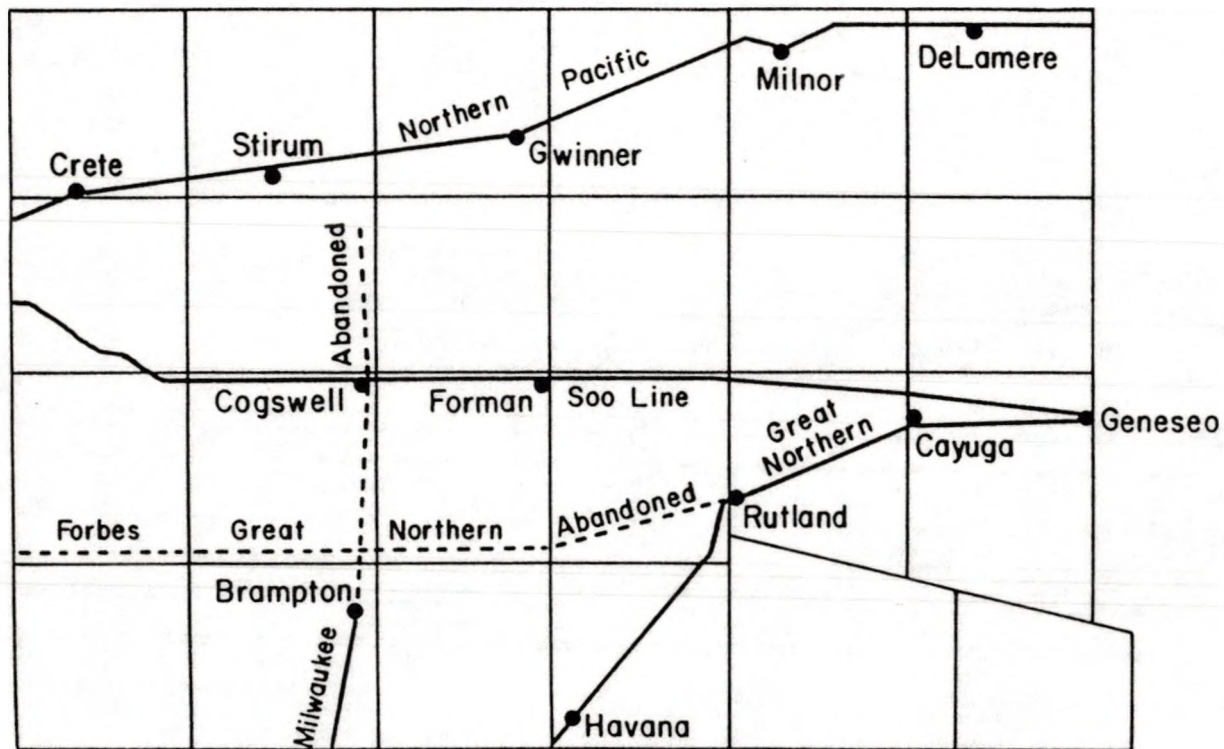 Crete
Stirum
Northern Pacific
Gwinner
Milnor
DeLamere
Abandoned
Cogswell
Forman
Soo Line
Great
Northern
Geneseo
Cayuga
Abandoned
Rutland
Forbes Great Northern
Brampton
Milwaukee
Havana